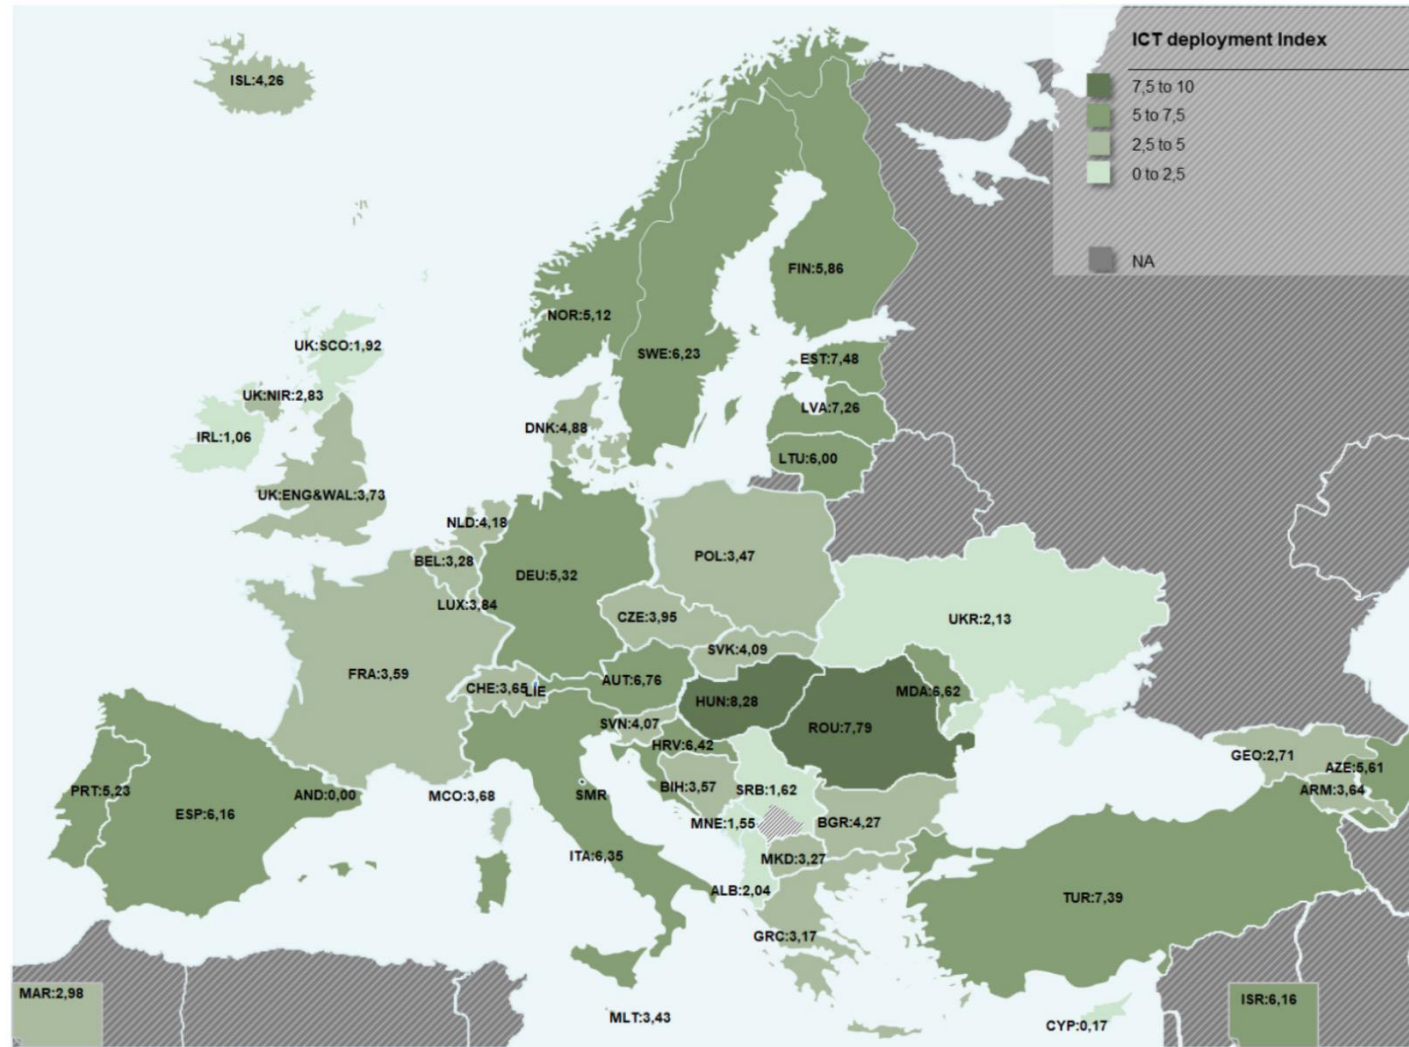 ICT deployment Index
7,5 to 10
5 to 7,5
2,5 to 5
0 to 2,5
NA
ISL:4,26
FIN:5,86
NOR:5,12
UK:SCO:1,92
SWE:6,23
EST:7,48
UK:NIR:2,83
LVA:7,26
DNK:4,88
IRL:1,06
LTU:6,00
UK:ENG&WAL:3,73
NLD:4,18
POL:3,47
BEL:3,28
DEU:5,32
LUX:3,84
CZE:3,95
UKR:2,13
SVK:4,09
FRA:3,59
AUT:6,76
CHE:3,65
LIE
MDA:6,62
HUN:8,28
SVN:4,07
ROU:7,79
HRV:6,42
GEO:2,71
AZE:5,61
PRT:5,23
AND:0,00
MCO:3,68
SMR
BIH:3,57
SRB:1,62
ARM:3,64
ESP:6,16
MNE:1,55
BGR:4,27
ITA:6,35
MKD:3,27
ALB:2,04
TUR:7,39
GRC:3,17
MAR:2,98
ISR:6,16
MLT:3,43
CYP:0,17